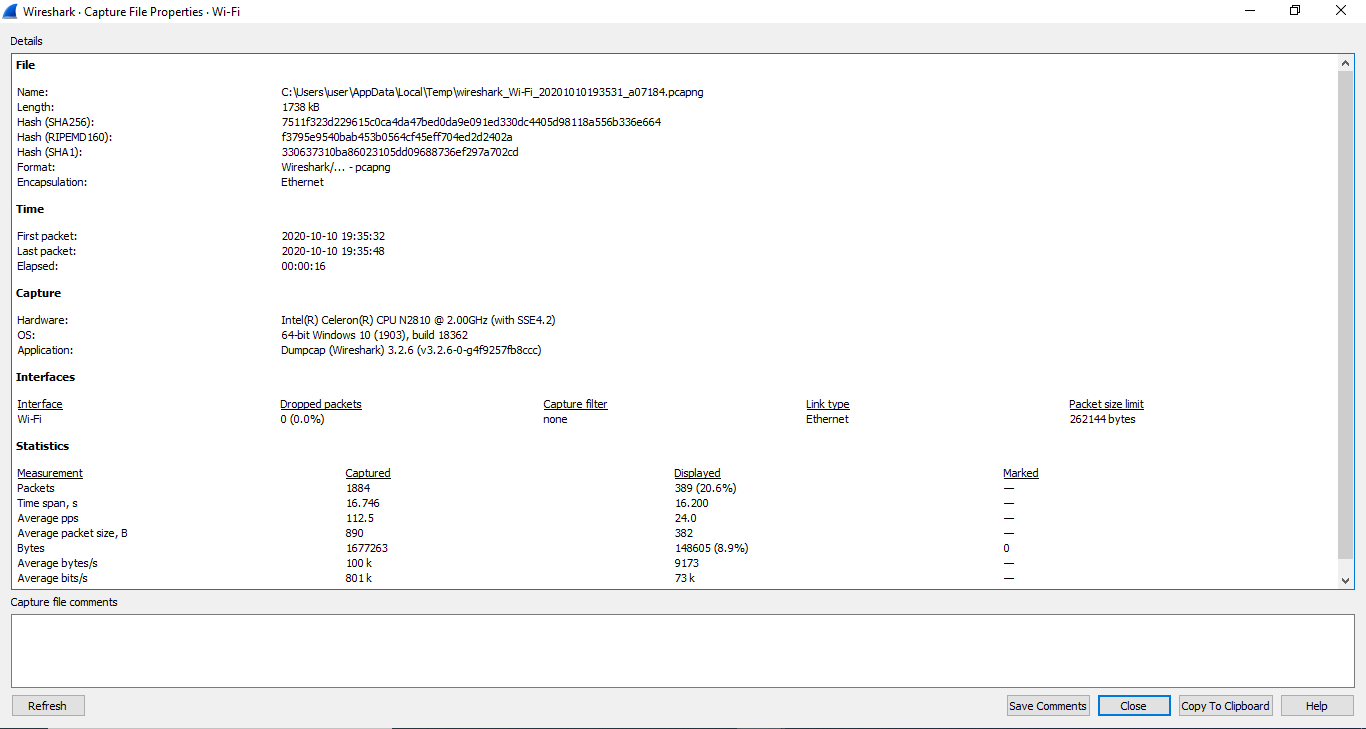 Wireshark · Capture File Properties · Wi-Fi
Details
File
Name: C:\Users\user\AppData\Local\Temp\wireshark_Wi-Fi_20201010193531_a07184.pcapng
Length: 1738 kB
Hash (SHA256): 7511f323d229615c0ca4da47bed0da9e091ed330dc4405d98118a556b336e664
Hash (RIPEMD160): f3795e9540bab453b0564cf45eff704ed2d2402a
Hash (SHA1): 330637310ba86023105dd09688736ef297a702cd
Format: Wireshark/... - pcapng
Encapsulation: Ethernet
Time
First packet: 2020-10-10 19:35:32
Last packet: 2020-10-10 19:35:48
Elapsed: 00:00:16
Capture
Hardware: Intel(R) Celeron(R) CPU N2810 @ 2.00GHz (with SSE4.2)
OS: 64-bit Windows 10 (1903), build 18362
Application: Dumpcap (Wireshark) 3.2.6 (v3.2.6-0-g4f9257fb8ccc)
Interfaces
Interface Dropped packets Capture filter Link type Packet size limit
Wi-Fi 0 (0.0%) none Ethernet 262144 bytes
Statistics
Measurement Captured Displayed Marked
Packets 1884 389 (20.6%) —
Time span, s 16.746 16.200 —
Average pps 112.5 24.0 —
Average packet size, B 890 382 —
Bytes 1677263 148605 (8.9%) 0
Average bytes/s 100 k 9173 —
Average bits/s 801 k 73 k —
Capture file comments
Refresh Save Comments Close Copy To Clipboard Help